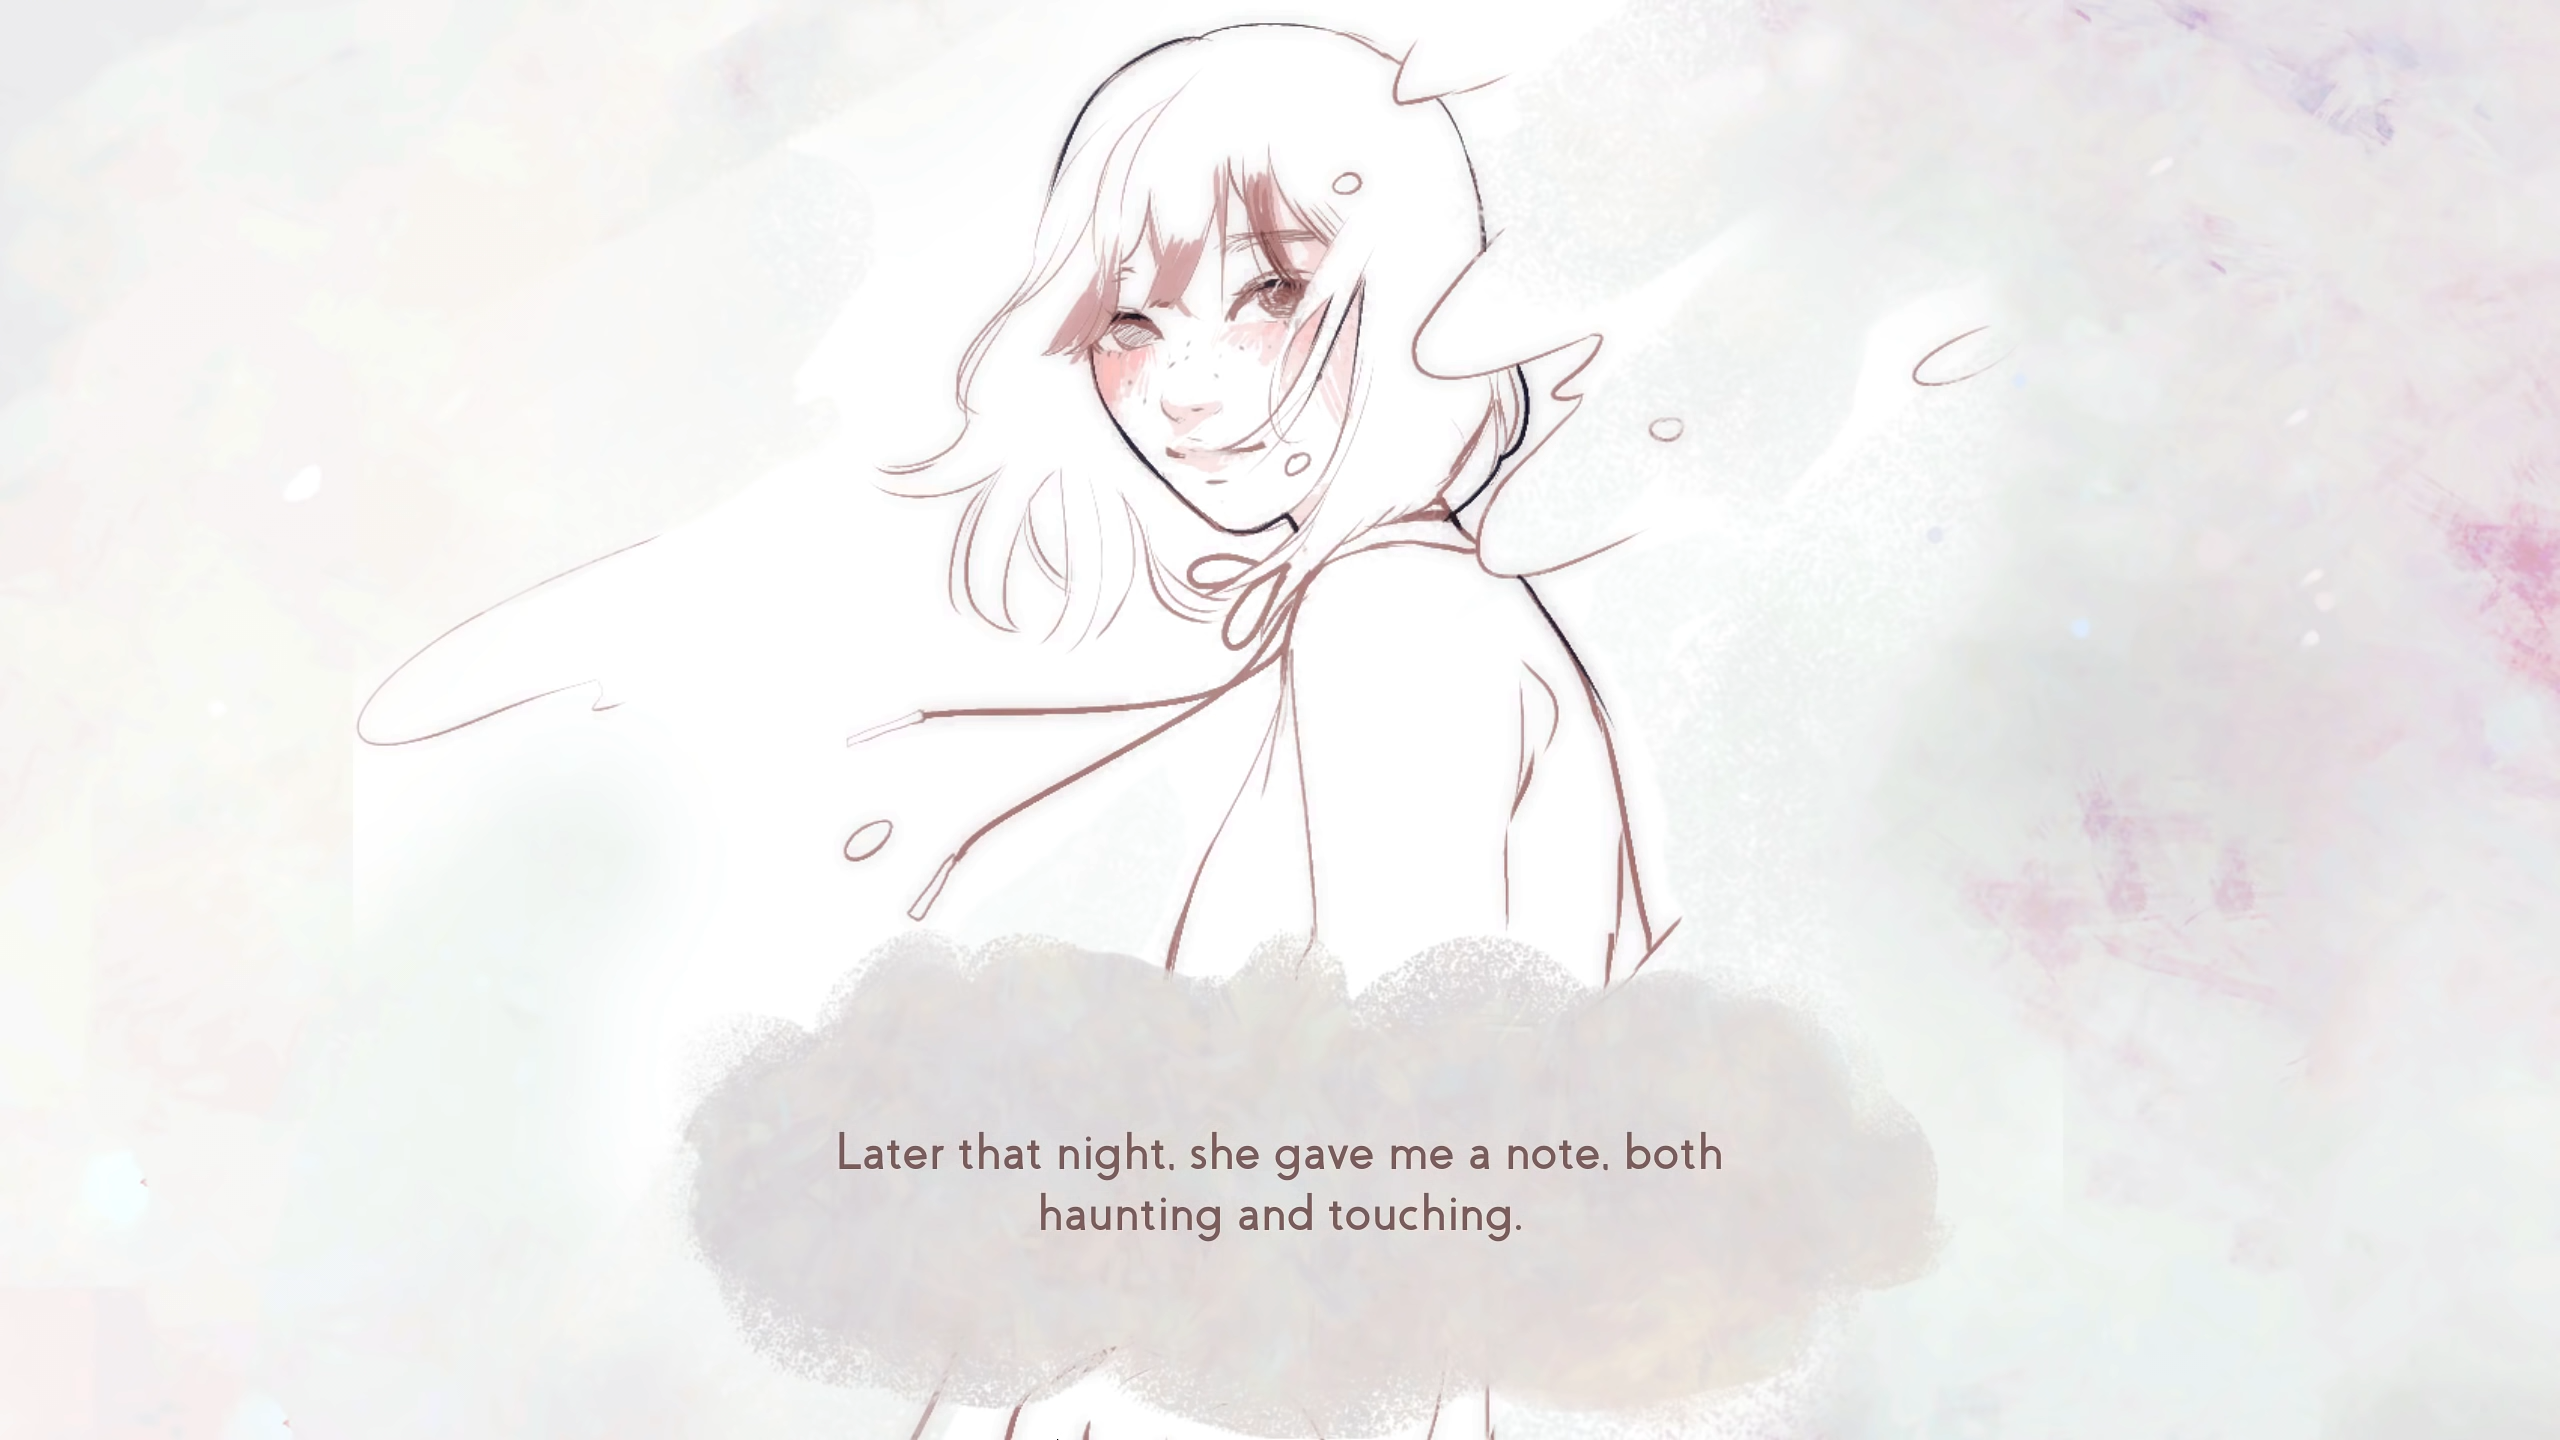 Later that night, she gave me a note, both
haunting and touching.